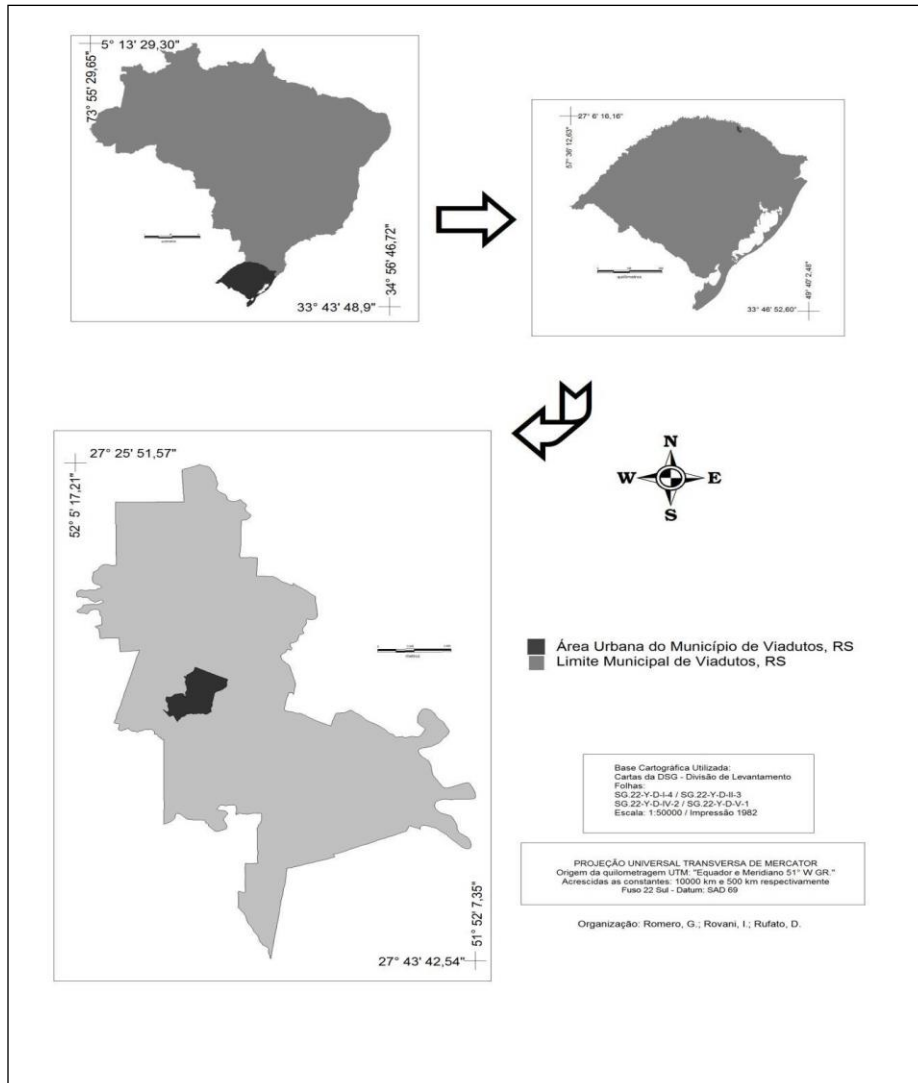 5° 13' 29,30"
73° 55' 29,65"
34° 56' 46,72"
33° 43' 48,9"
27° 6' 16,16"
57° 36' 12,63"
49° 40' 2,48"
33° 46' 52,60"
27° 25' 51,57"
52° 5' 17,21"
51° 52' 7,35"
27° 43' 42,54"
N
W E
S
Área Urbana do Município de Viadutos, RS
Limite Municipal de Viadutos, RS
Base Cartográfica Utilizada:
Cartas da DSG - Divisão de Levantamento
Folhas:
SG.22-Y-D-I-4 / SG.22-Y-D-II-3
SG.22-Y-D-IV-2 / SG.22-Y-D-V-1
Escala: 1:50000 / Impressão 1982
PROJEÇÃO UNIVERSAL TRANSVERSA DE MERCATOR
Origem da quilometragem UTM: "Equador e Meridiano 51° W GR."
Acrescidas as constantes: 10000 km e 500 km respectivamente
Fuso 22 Sul - Datum: SAD 69
Organização: Romero, G.; Rovani, I.; Rufato, D.